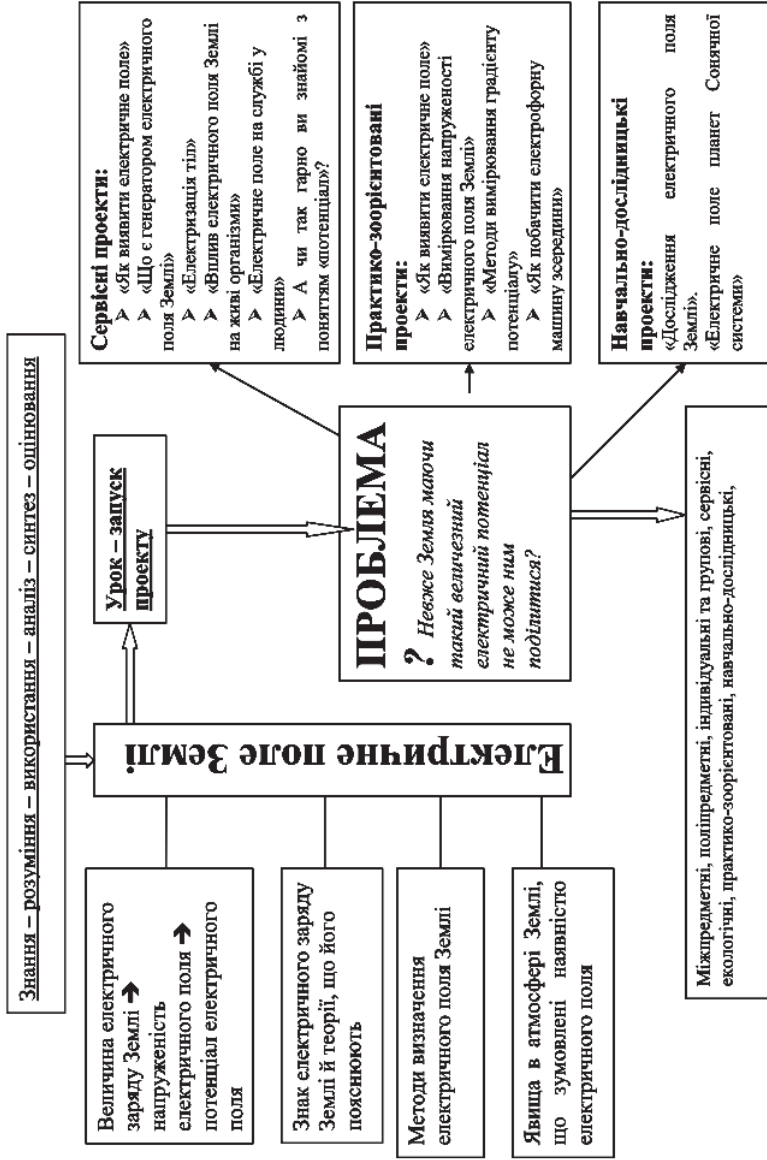 Знання – розуміння – використання – аналіз – синтез – оцінювання
Величина електричного
заряду Землі ➔
напруженість
електричного поля ➔
потенціал електричного
поля
Знак електричного заряду
Землі й теорії, що його
пояснюють
Методи визначення
електричного поля Землі
Явища в атмосфері Землі,
що зумовлені наявністю
електричного поля
Електричне поле Землі
Урок – запуск
проекту
ПРОБЛЕМА
? Невже Земля маючи
такий величезний
електричний потенціал
не може ним
поділитися?
Сервісні проекти:
➢ «Як виявити електричне поле»
➢ «Що є генератором електричного
поля Землі»
➢ «Електризація тіл»
➢ «Вплив електричного поля Землі
на живі організми»
➢ «Електричне поле на службі у
людини»
➢ А чи так гарно ви знайомі з
поняттям «потенціал»?
Практико-зоорієнтовані
проекти:
➢ «Як виявити електричне поле»
➢ «Вимірювання напруженості
електричного поля Землі»
➢ «Методи вимірювання градієнту
потенціалу»
➢ «Як побачити електрофорну
машину зсередини»
Навчально-дослідницькі
проекти:
«Дослідження електричного поля
Землі».
«Електричне поле планет Сонячної
системи»
Міжпредметні, поліпредметні, індивідуальні та групові, сервісні,
екологічні, практико-зоорієнтовані, навчально-дослідницькі,